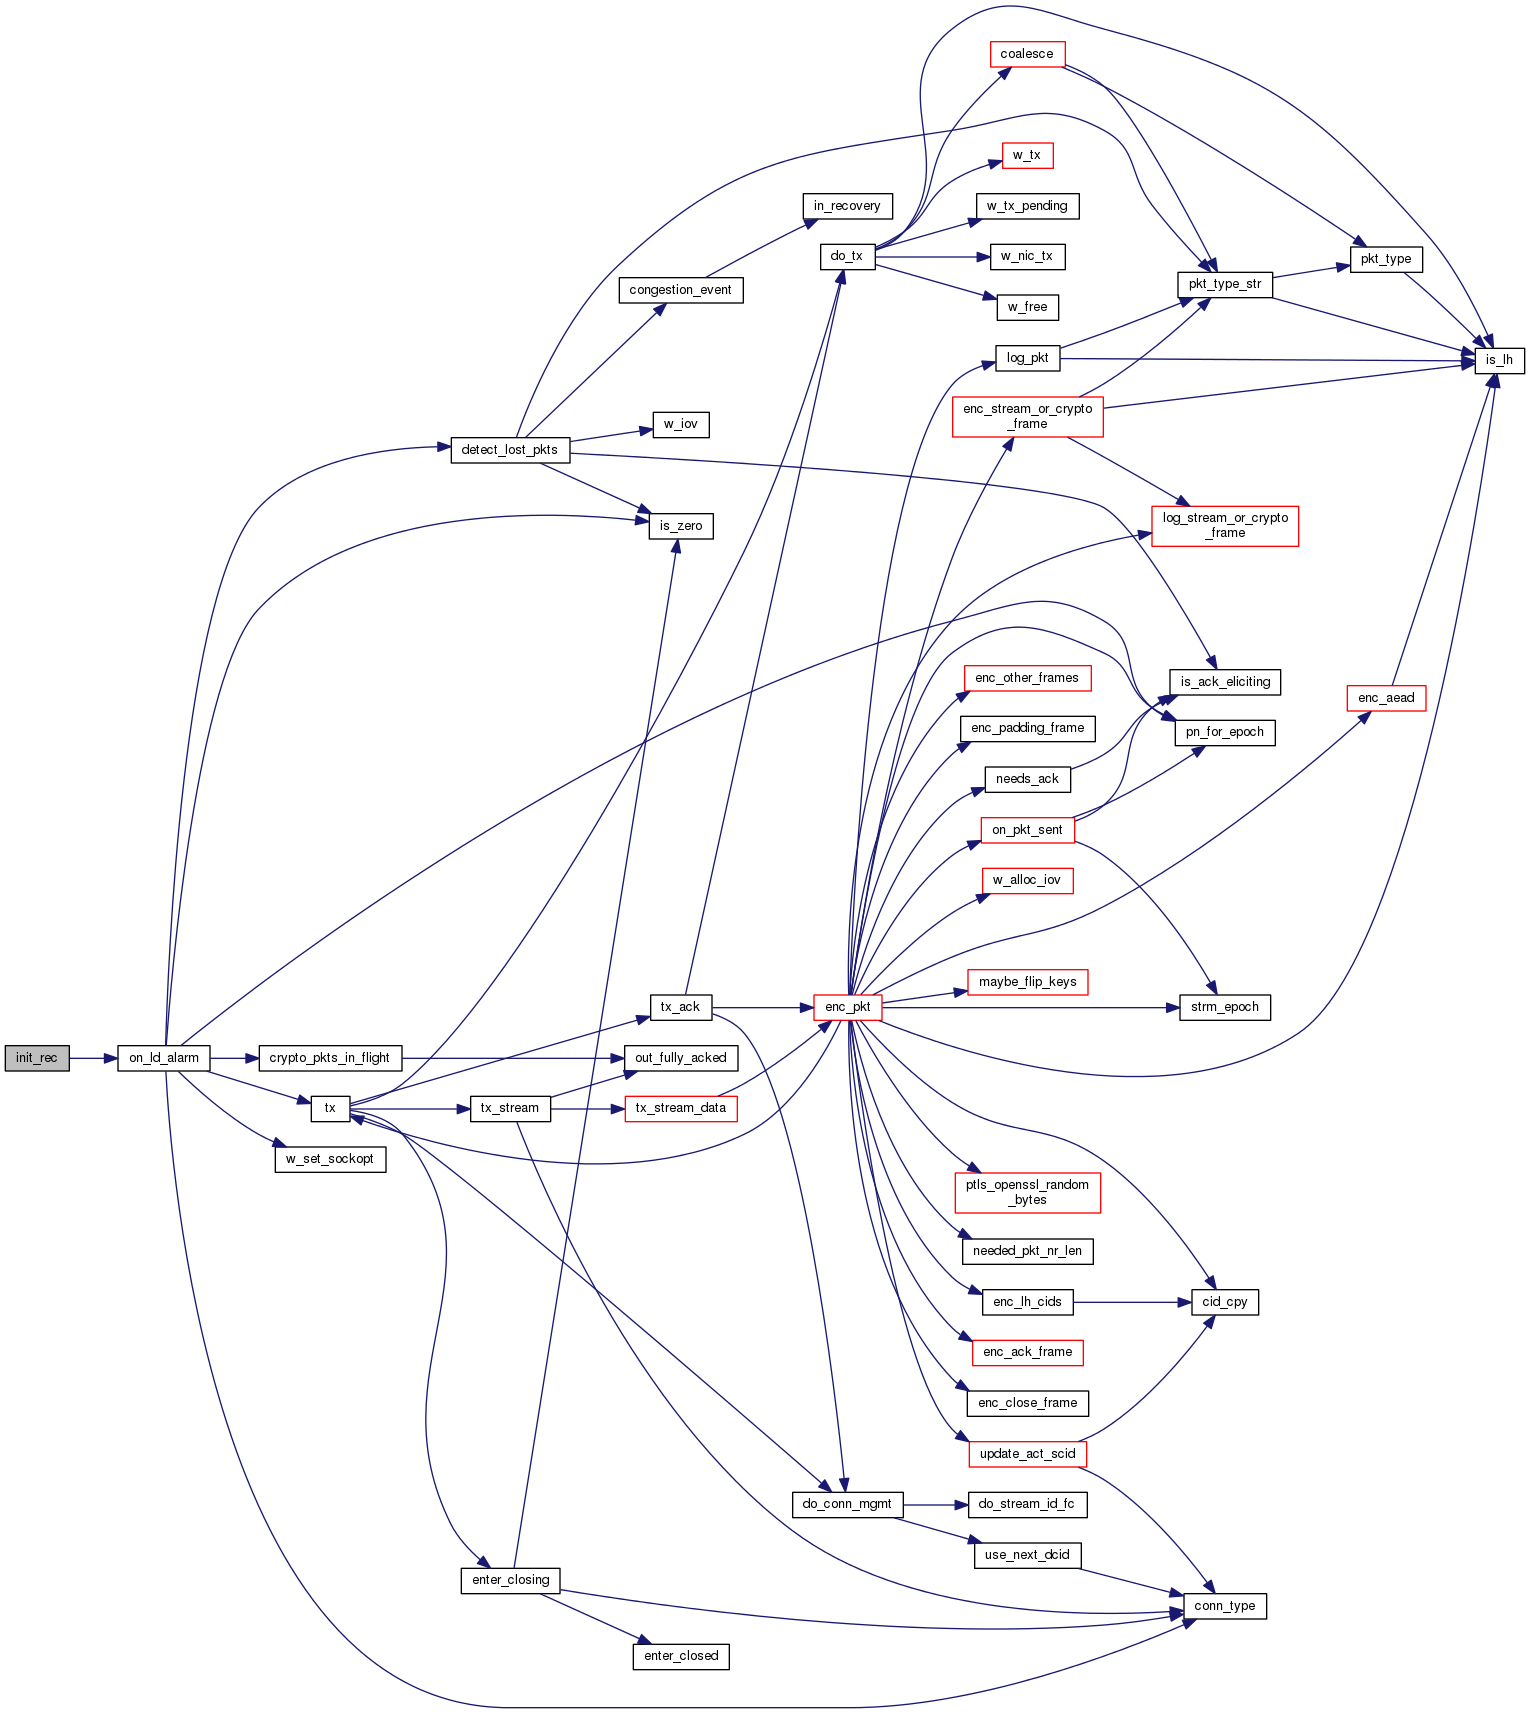 coalesce
w_tx
in_recovery
w_tx_pending
do_tx
w_nic_tx
pkt_type
pkt_type_str
congestion_event
w_free
log_pkt
is_lh
enc_stream_or_crypto
_frame
w_iov
detect_lost_pkts
is_zero
log_stream_or_crypto
_frame
enc_other_frames
is_ack_eliciting
enc_aead
enc_padding_frame
pn_for_epoch
needs_ack
on_pkt_sent
w_alloc_iov
maybe_flip_keys
tx_ack
enc_pkt
strm_epoch
init_rec
on_ld_alarm
crypto_pkts_in_flight
out_fully_acked
tx
tx_stream
tx_stream_data
w_set_sockopt
ptls_openssl_random
_bytes
needed_pkt_nr_len
enc_lh_cids
cid_cpy
enc_ack_frame
enc_close_frame
update_act_scid
do_conn_mgmt
do_stream_id_fc
use_next_dcid
enter_closing
conn_type
enter_closed